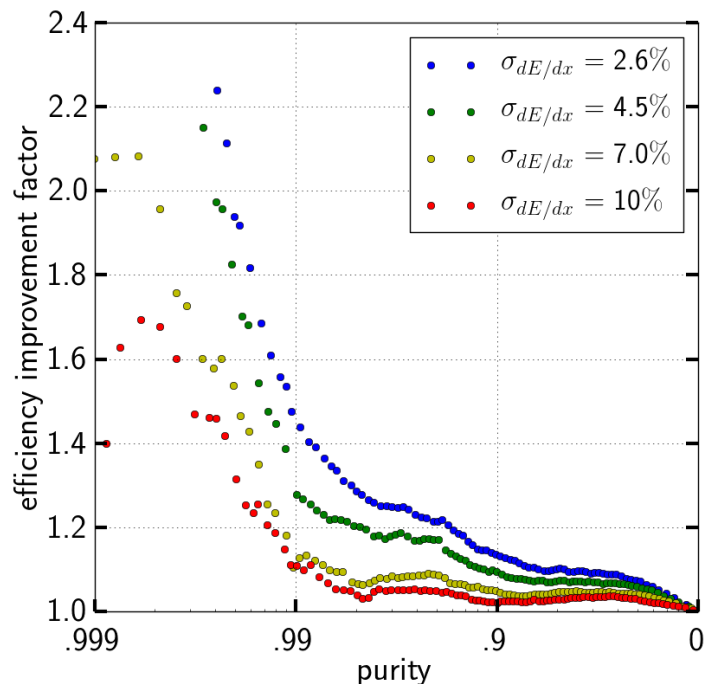 2.4
2.2
2.0
1.8
1.6
1.4
1.2
1.0
efficiency improvement factor
σ_{dE/dx} = 2.6%
σ_{dE/dx} = 4.5%
σ_{dE/dx} = 7.0%
σ_{dE/dx} = 10%
.999 .99 .9 0
purity